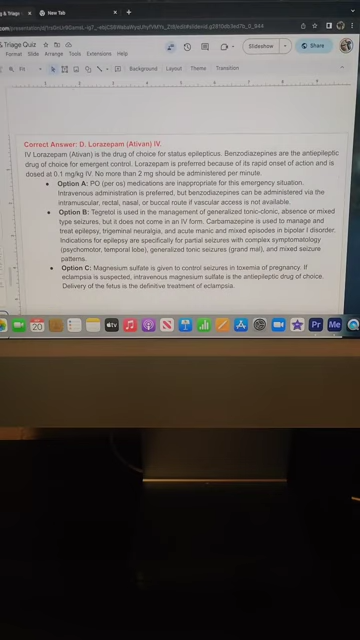 & Triage
New Tab
& Triage Quiz
Slideshow
Share
Format Slide Arrange Tools Extensions Help
Fit
Background Layout Theme Transition
Correct Answer: D. Lorazepam (Ativan) IV.
IV Lorazepam (Ativan) is the drug of choice for status epilepticus. Benzodiazepines are the antiepileptic
drug of choice for emergent control. Lorazepam is preferred because of its rapid onset of action and is
dosed at 0.1 mg/kg IV. No more than 2 mg should be administered per minute.
• Option A: PO (per os) medications are inappropriate for this emergency situation.
Intravenous administration is preferred, but benzodiazepines can be administered via the
intramuscular, rectal, nasal, or buccal route if vascular access is not available.
• Option B: Tegretol is used in the management of generalized tonic-clonic, absence or mixed
type seizures, but it does not come in an IV form. Carbamazepine is used to manage and
treat epilepsy, trigeminal neuralgia, and acute manic and mixed episodes in bipolar I disorder.
Indications for epilepsy are specifically for partial seizures with complex symptomatology
(psychomotor, temporal lobe), generalized tonic seizures (grand mal), and mixed seizure
patterns.
• Option C: Magnesium sulfate is given to control seizures in toxemia of pregnancy. If
eclampsia is suspected, intravenous magnesium sulfate is the antiepileptic drug of choice.
Delivery of the fetus is the definitive treatment of eclampsia.
20
tv
Pr
Me